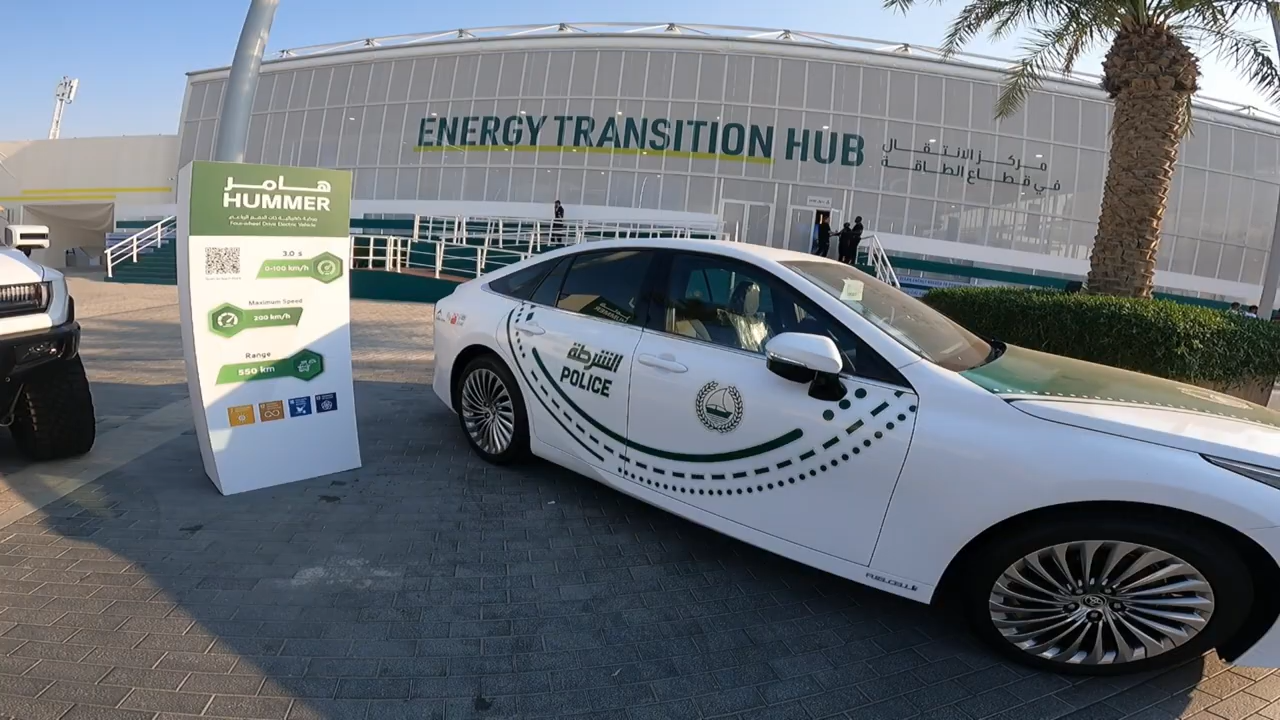 ENERGY TRANSITION HUB
مركز الانتقال
في قطاع الطاقة
هامر
HUMMER
Four-wheel Drive Electric Vehicle
3.0 s
0-100 km/h
Maximum Speed
200 km/h
Range
550 km
الشرطة
POLICE
FUELCELL